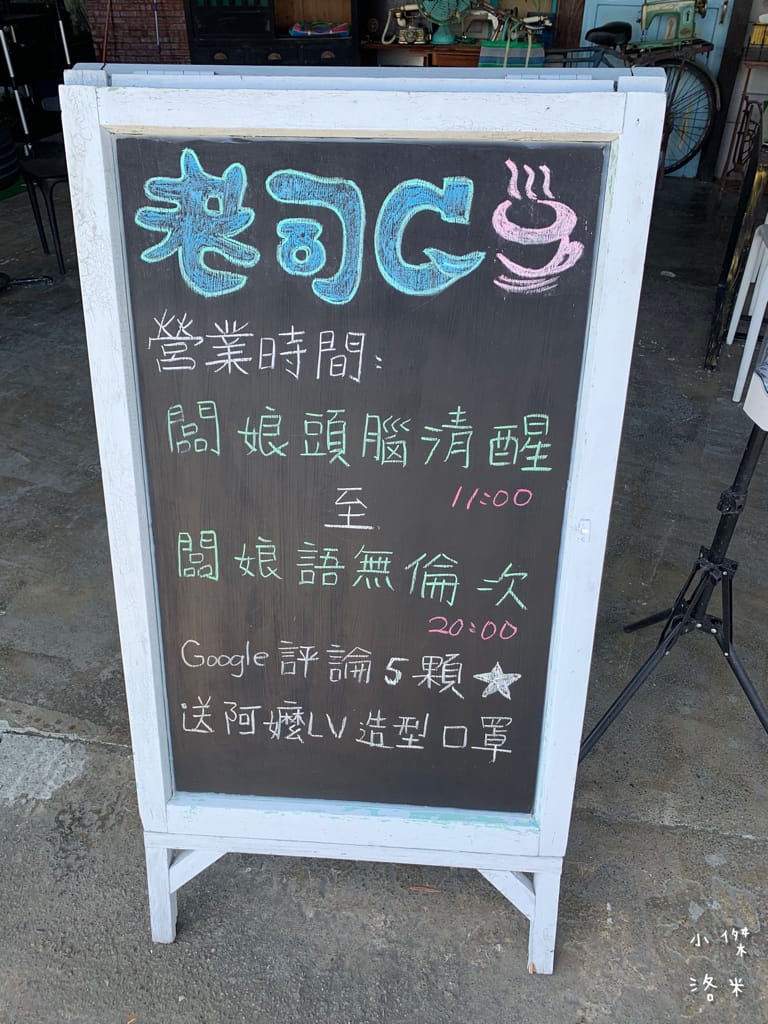 老司G
營業時間:
闆娘頭腦清醒
11:00
至
闆娘語無倫次
20:00
Google評論5顆★
送阿嬤LV造型口罩
小傑
洛米